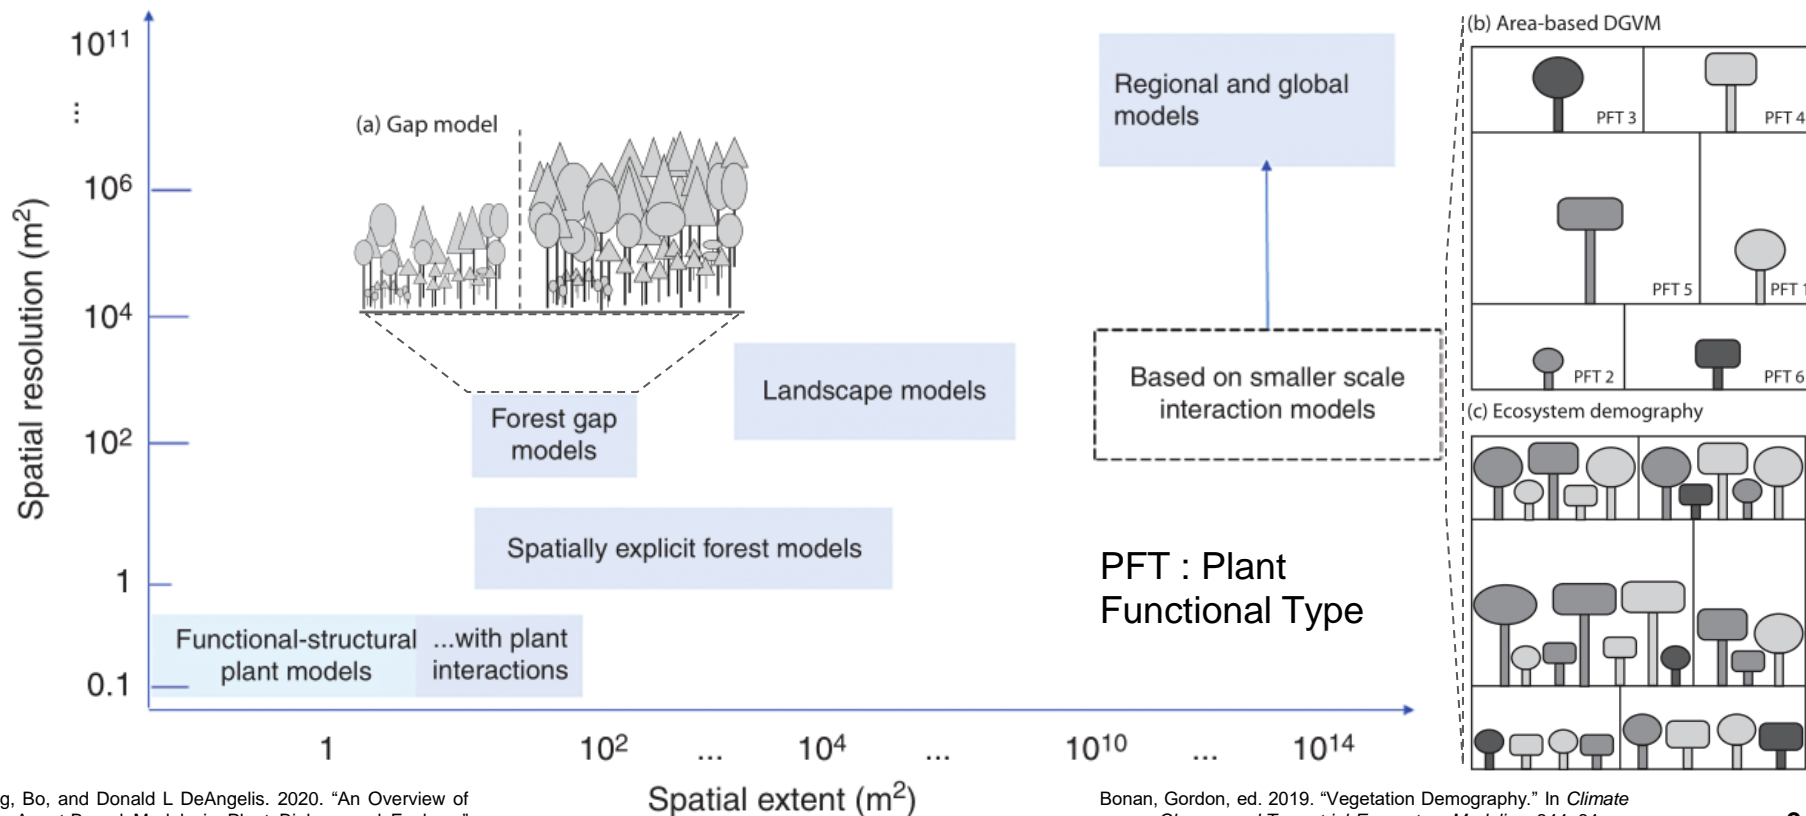 10¹¹
⋮
10⁶
10⁴
10²
1
0.1
Spatial resolution (m²)
(a) Gap model
Forest gap
models
Landscape models
Spatially explicit forest models
Functional-structural
plant models
...with plant
interactions
Regional and global
models
Based on smaller scale
interaction models
PFT : Plant
Functional Type
1
10²
...
10⁴
...
10¹⁰
...
10¹⁴
Spatial extent (m²)
(b) Area-based DGVM
PFT 3
PFT 4
PFT 5
PFT 1
PFT 2
PFT 6
(c) Ecosystem demography
g, Bo, and Donald L DeAngelis. 2020. “An Overview of
Bonan, Gordon, ed. 2019. “Vegetation Demography.” In Climate